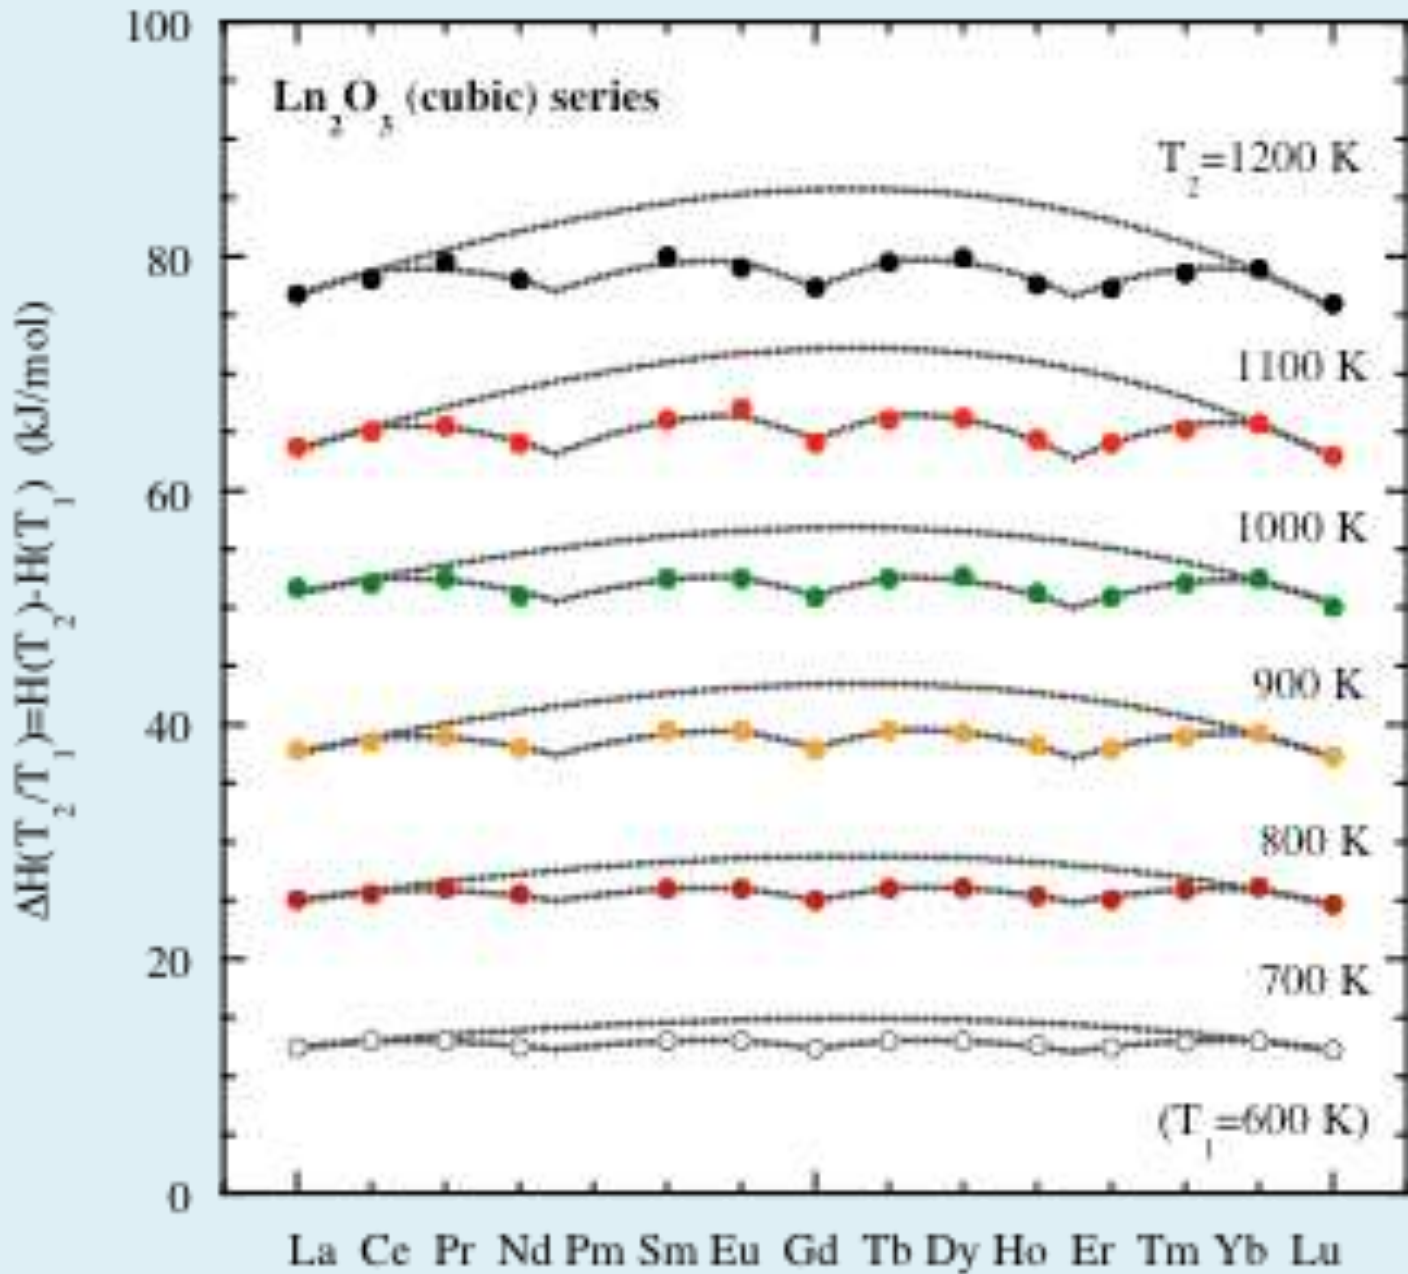 100
Ln₂O₃ (cubic) series
T₂=1200 K
80
1100 K
60
1000 K
900 K
40
800 K
20
700 K
(T₁=600 K)
0
ΔH(T₂/T₁)=H(T₂)-H(T₁) (kJ/mol)
La Ce Pr Nd Pm Sm Eu Gd Tb Dy Ho Er Tm Yb Lu